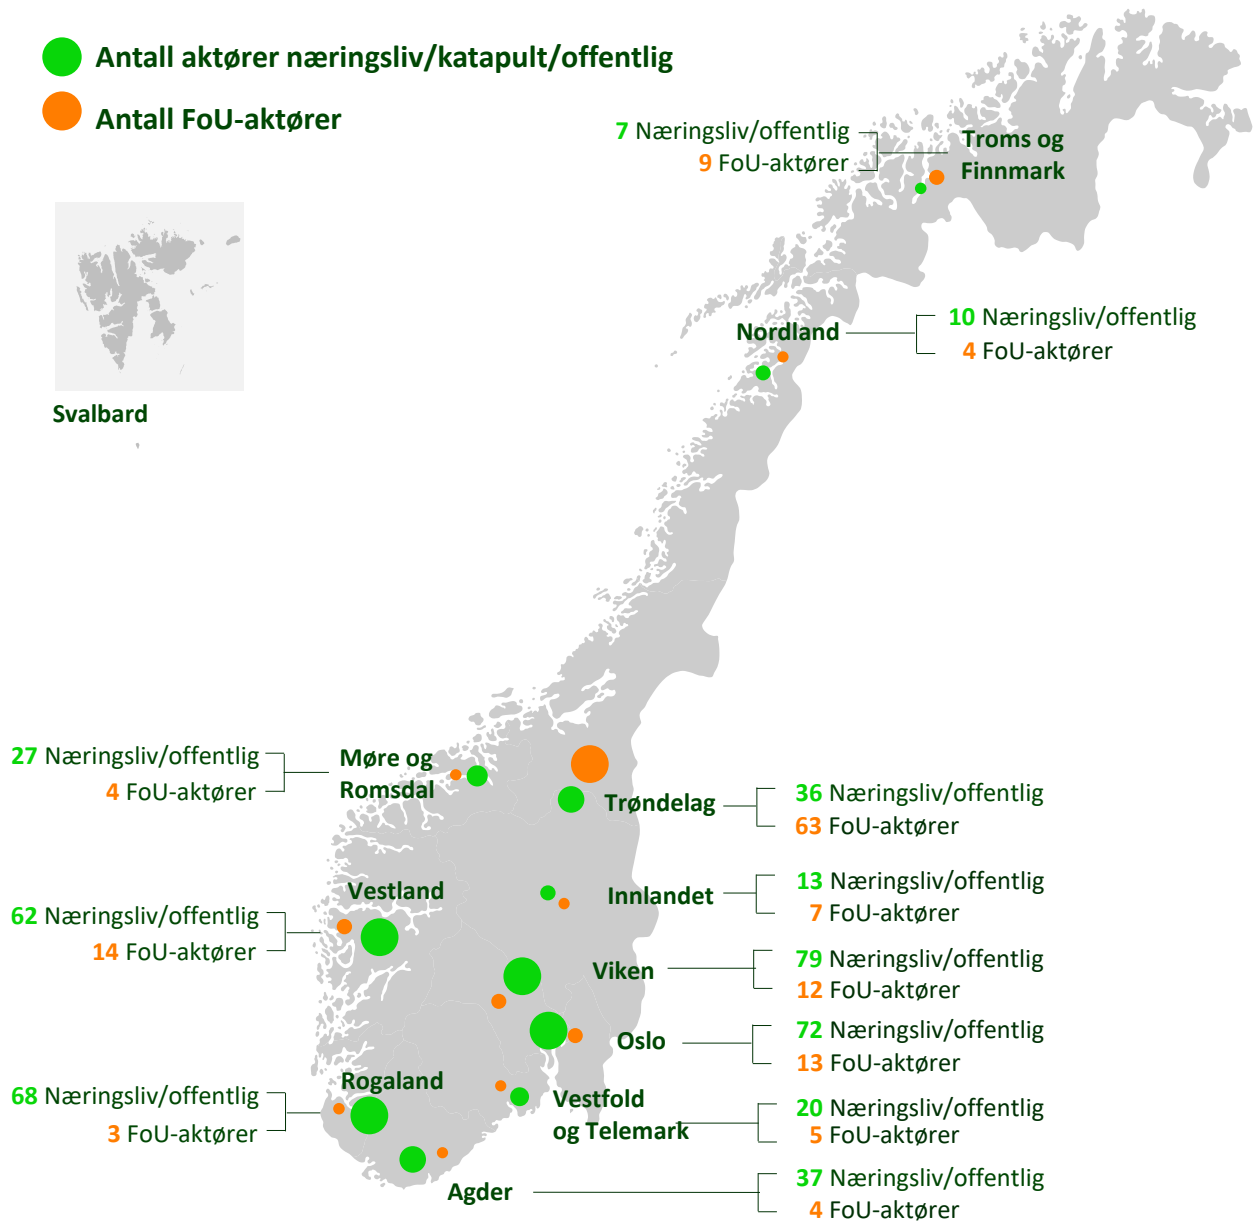 Antall aktører næringsliv/katapult/offentlig
Antall FoU-aktører
7 Næringsliv/offentlig
9 FoU-aktører
Troms og
Finnmark
Svalbard
Nordland
10 Næringsliv/offentlig
4 FoU-aktører
27 Næringsliv/offentlig
4 FoU-aktører
Møre og
Romsdal
Trøndelag
36 Næringsliv/offentlig
63 FoU-aktører
Vestland
62 Næringsliv/offentlig
14 FoU-aktører
Innlandet
13 Næringsliv/offentlig
7 FoU-aktører
Viken
79 Næringsliv/offentlig
12 FoU-aktører
Oslo
72 Næringsliv/offentlig
13 FoU-aktører
Rogaland
68 Næringsliv/offentlig
3 FoU-aktører
Vestfold
og Telemark
20 Næringsliv/offentlig
5 FoU-aktører
Agder
37 Næringsliv/offentlig
4 FoU-aktører